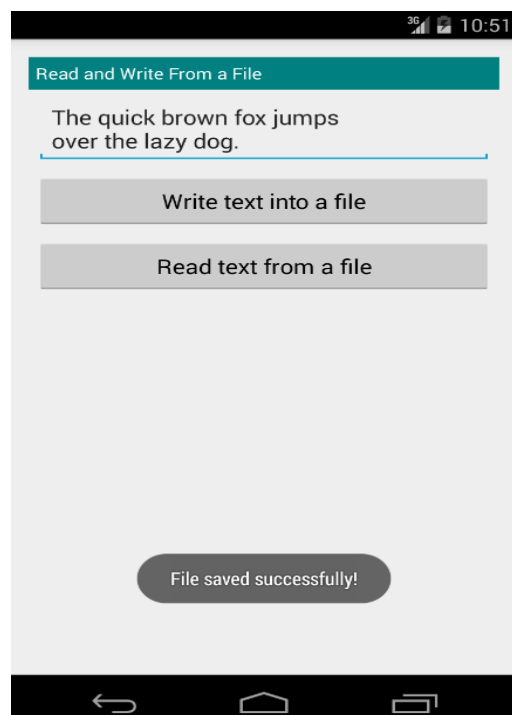 3G 10:51
Read and Write From a File
The quick brown fox jumps
over the lazy dog.
Write text into a file
Read text from a file
File saved successfully!